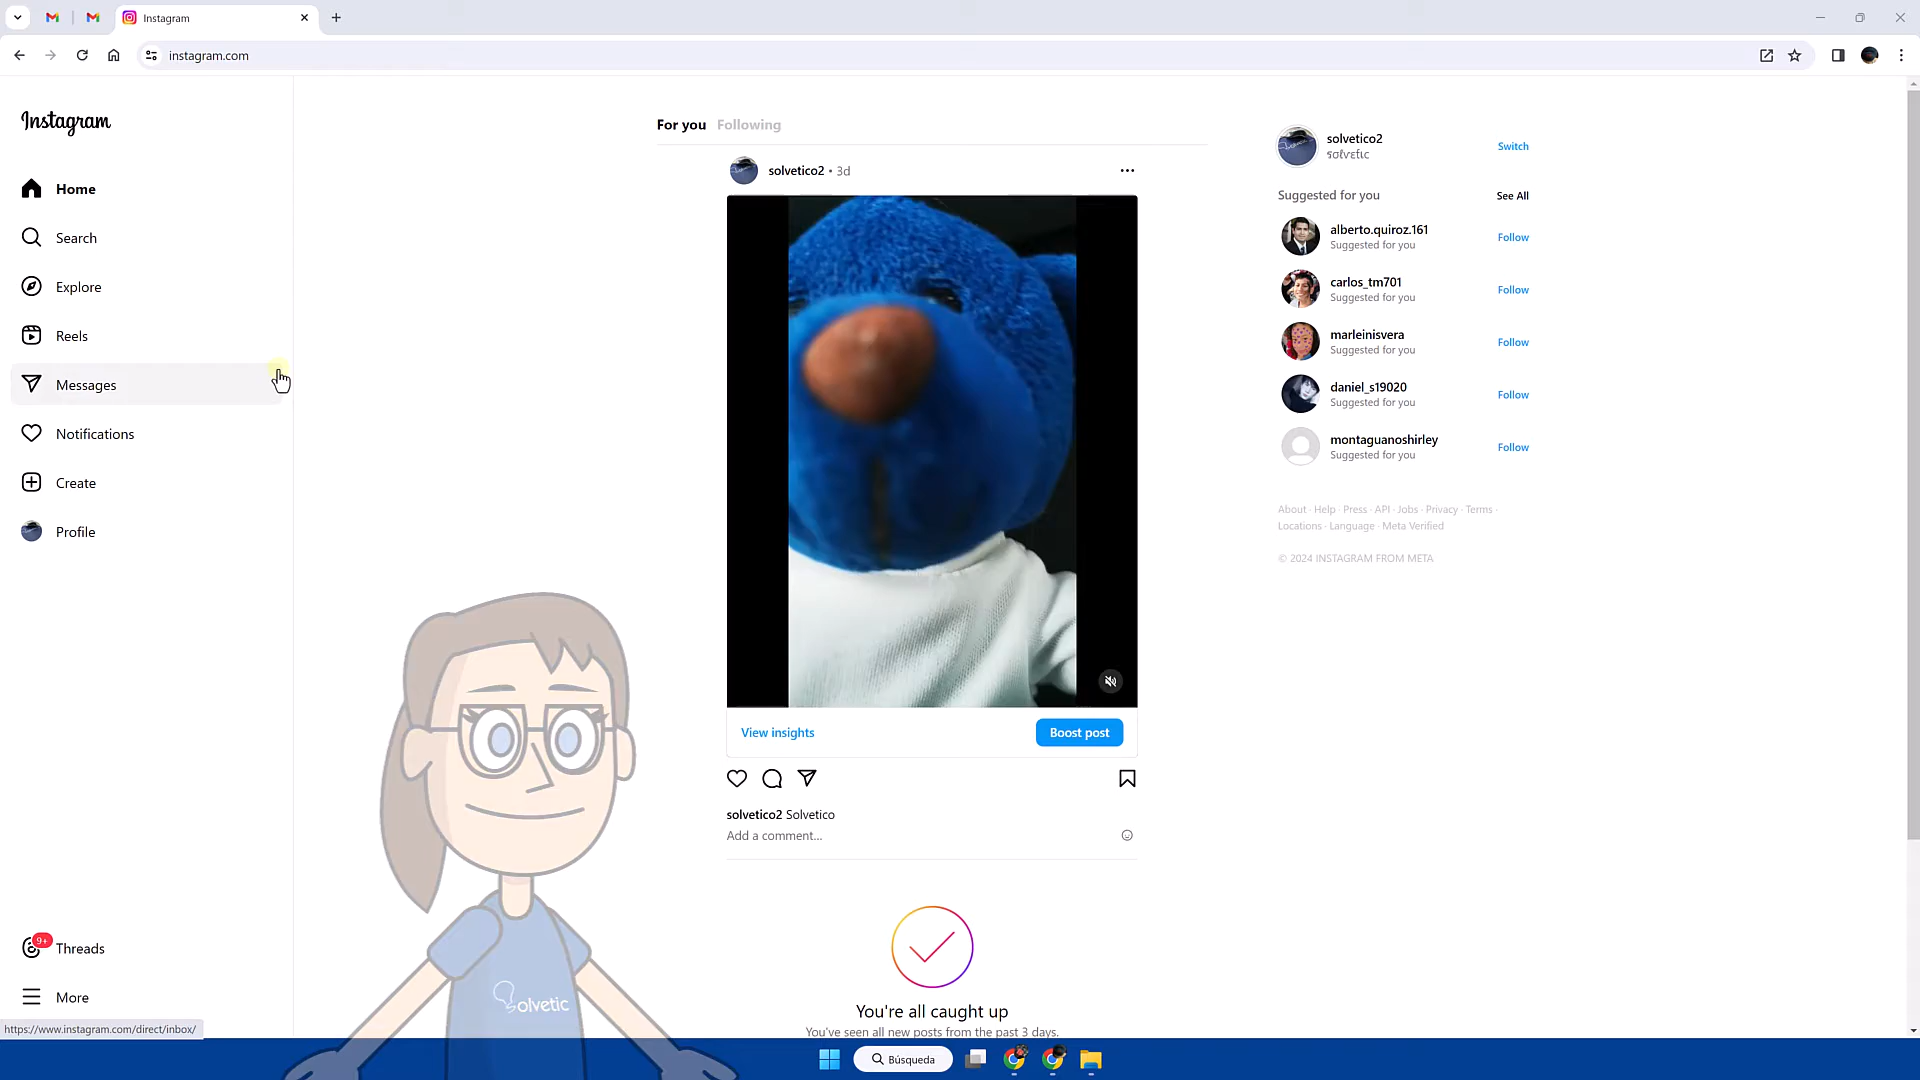 Instagram
instagram.com
Instagram
Home
Search
Explore
Reels
Messages
Notifications
Create
Profile
9+
Threads
More
https://www.instagram.com/direct/inbox/
For you Following
solvetico2 • 3d
View insights
Boost post
solvetico2 Solvetico
Add a comment...
You're all caught up
You've seen all new posts from the past 3 days.
solvetico2
Switch
Suggested for you
See All
alberto.quiroz.161
Suggested for you
Follow
carlos_tm701
Suggested for you
Follow
marleinisvera
Suggested for you
Follow
daniel_s19020
Suggested for you
Follow
montaguanoshirley
Suggested for you
Follow
About · Help · Press · API · Jobs · Privacy · Terms ·
Locations · Language · Meta Verified
© 2024 INSTAGRAM FROM META
Solvetic
Búsqueda